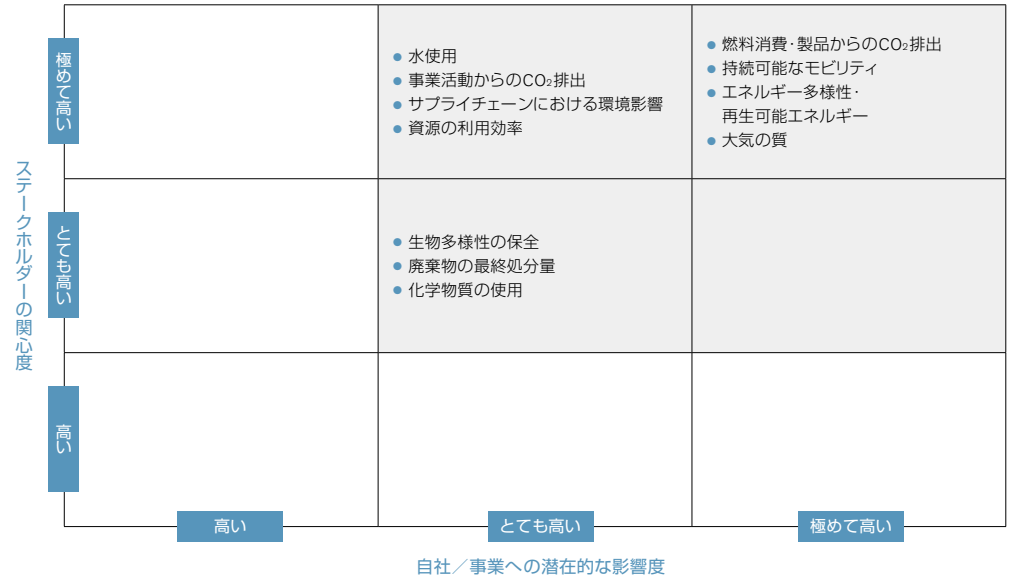 ステークホルダーの関心度
極めて高い
● 水使用
● 事業活動からのCO₂排出
● サプライチェーンにおける環境影響
● 資源の利用効率
● 燃料消費・製品からのCO₂排出
● 持続可能なモビリティ
● エネルギー多様性・
再生可能エネルギー
● 大気の質
とても高い
● 生物多様性の保全
● 廃棄物の最終処分量
● 化学物質の使用
高い
高い
とても高い
極めて高い
自社／事業への潜在的な影響度